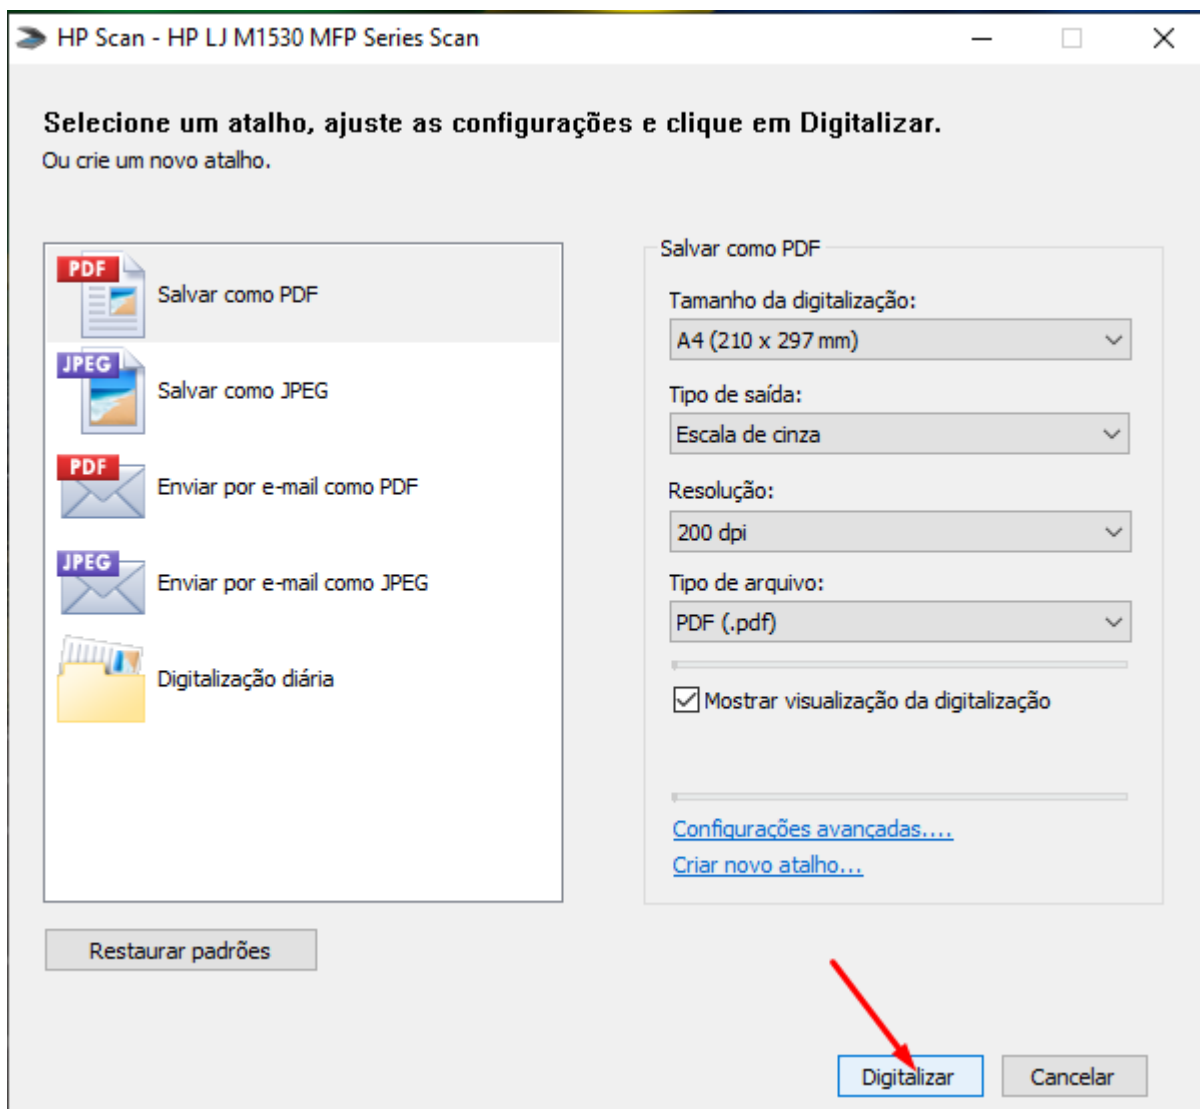 HP Scan - HP LJ M1530 MFP Series Scan
Selecione um atalho, ajuste as configurações e clique em Digitalizar.
Ou crie um novo atalho.
PDF
Salvar como PDF
JPEG
Salvar como JPEG
PDF
Enviar por e-mail como PDF
JPEG
Enviar por e-mail como JPEG
Digitalização diária
Salvar como PDF
Tamanho da digitalização:
A4 (210 x 297 mm)
Tipo de saída:
Escala de cinza
Resolução:
200 dpi
Tipo de arquivo:
PDF (.pdf)
Mostrar visualização da digitalização
Configurações avançadas....
Criar novo atalho...
Restaurar padrões
Digitalizar
Cancelar